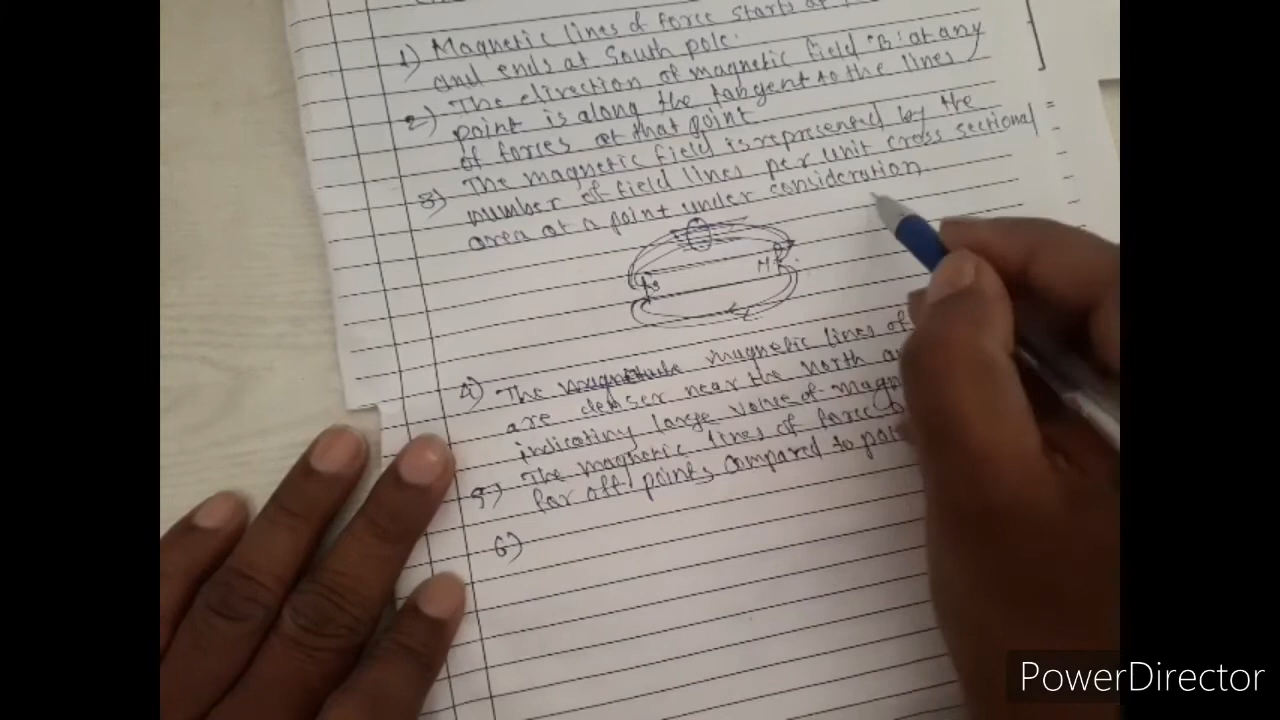 1) Magnetic lines of force starts at
and ends at South pole.
2) The direction of magnetic field 'B' at any
point is along the tangent to the lines
of forces at that point
3) The magnetic field is represented by the
number of field lines per unit cross sectional
area at a point under consideration
4) The magnetic lines of
are denser near the north
indicating large value of magn
5) The magnetic lines of force
far off points compared to
6)
PowerDirector